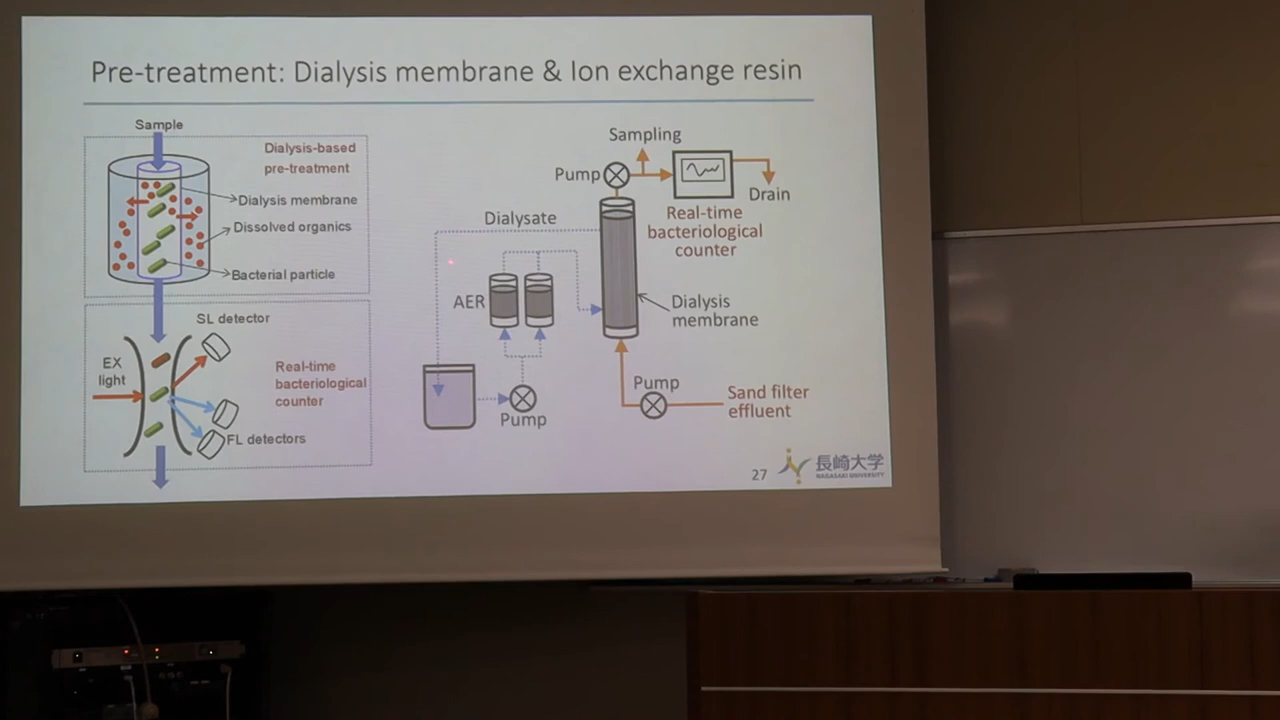 Pre-treatment: Dialysis membrane & Ion exchange resin
Sample
Dialysis-based
pre-treatment
Dialysis membrane
Dissolved organics
Bacterial particle
SL detector
EX
light
Real-time
bacteriological
counter
FL detectors
Sampling
Pump
Drain
Real-time
bacteriological
counter
Dialysate
AER
Dialysis
membrane
Pump
Pump
Sand filter
effluent
27
長崎大学
NAGASAKI UNIVERSITY